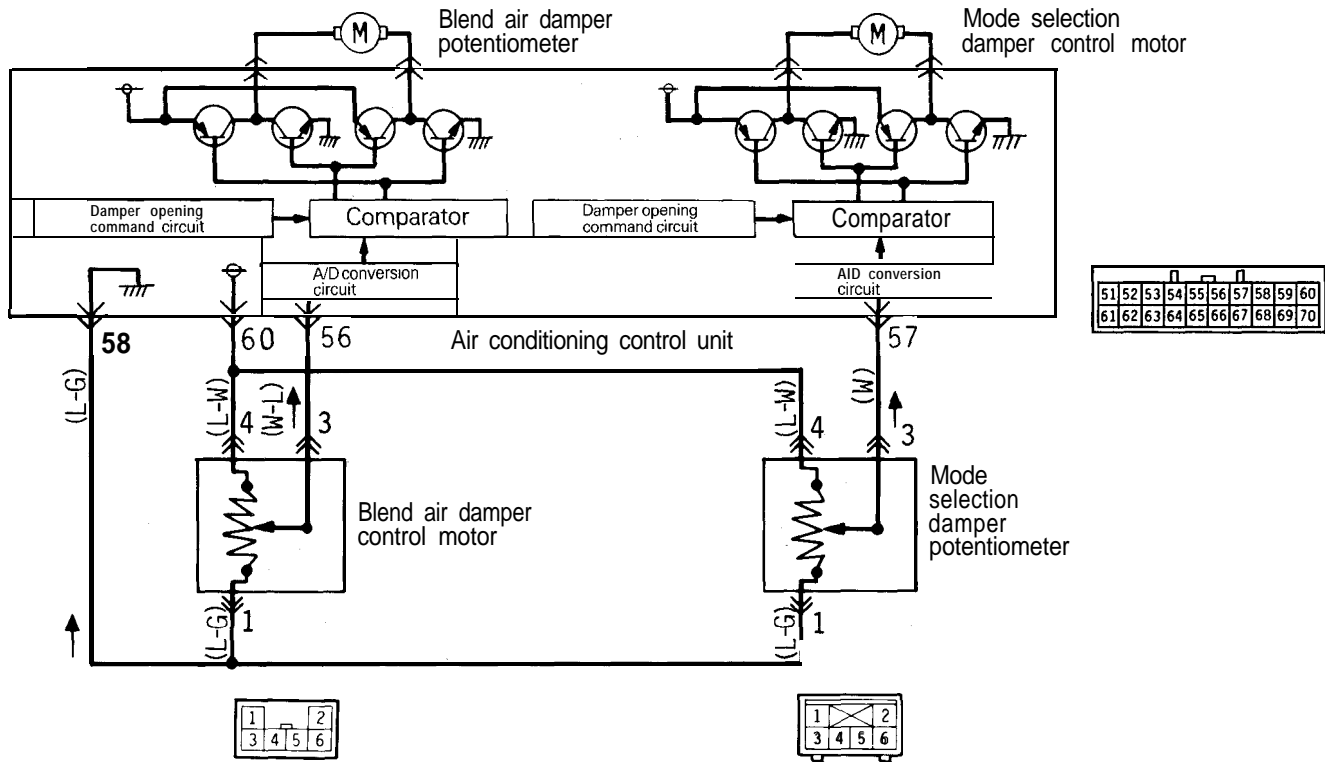 Blend air damper
potentiometer
Mode selection
damper control motor
M
M
Damper opening
command circuit
Comparator
Damper opening
command circuit
Comparator
A/D conversion
circuit
AID conversion
circuit
58
60
56
Air conditioning control unit
57
51 52 53 54 55 56 57 58 59 60
61 62 63 64 65 66 67 68 69 70
(L-G)
(L-W)
(W-L)
(L-W)
(W)
4
3
4
3
Blend air damper
control motor
Mode
selection
damper
potentiometer
(L-G)
1
(L-G)
1
1 2
3 4 5 6
1 2
3 4 5 6